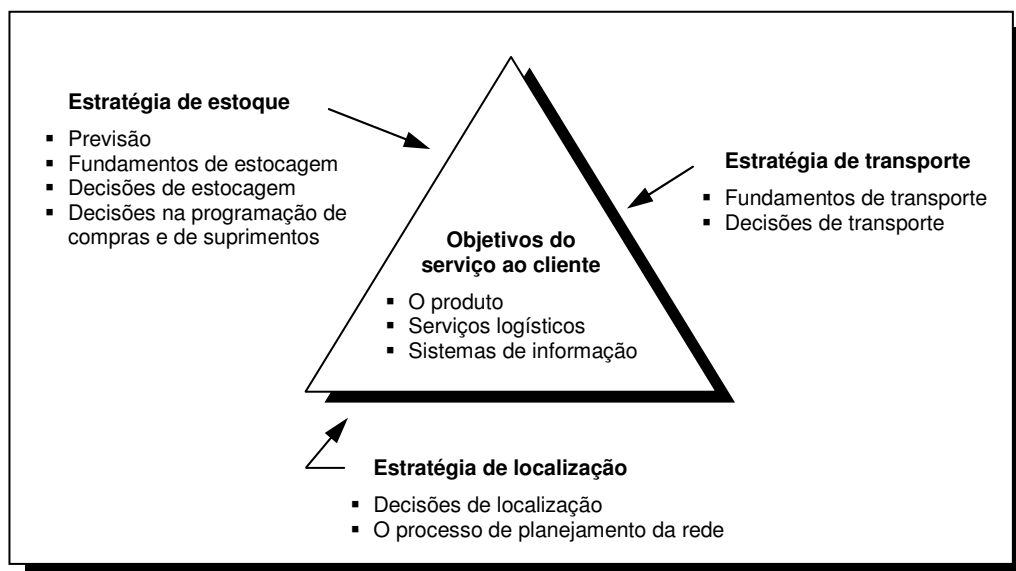 Estratégia de estoque
▪ Previsão
▪ Fundamentos de estocagem
▪ Decisões de estocagem
▪ Decisões na programação de
compras e de suprimentos
Estratégia de transporte
▪ Fundamentos de transporte
▪ Decisões de transporte
Objetivos do
serviço ao cliente
▪ O produto
▪ Serviços logísticos
▪ Sistemas de informação
Estratégia de localização
▪ Decisões de localização
▪ O processo de planejamento da rede